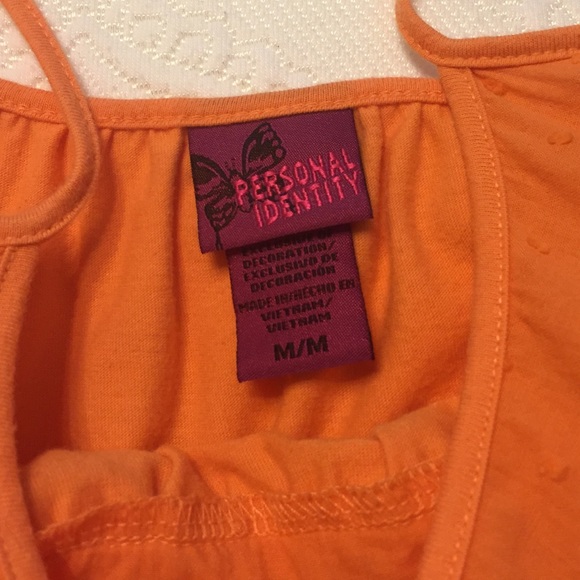 PERSONAL
IDENTITY
EXCLUSIVE OF
DECORATION/
EXCLUSIVO DE
DECORACIÓN
MADE IN/HECHO EN
VIETNAM/
VIETNAM
M/M